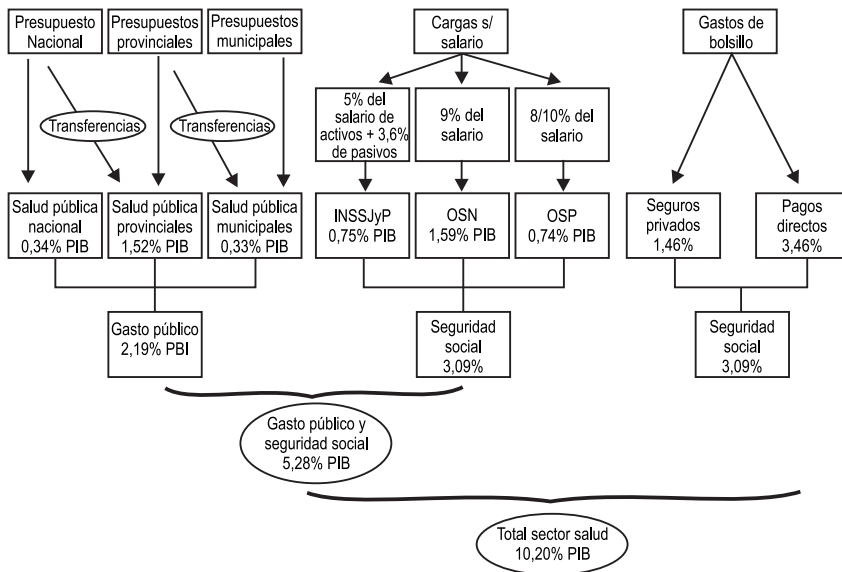 Presupuesto
Nacional
Presupuestos
provinciales
Presupuestos
municipales
Cargas s/
salario
Gastos de
bolsillo
Transferencias
Transferencias
5% del
salario de
activos + 3,6%
de pasivos
9% del
salario
8/10% del
salario
Salud pública
nacional
0,34% PIB
Salud pública
provinciales
1,52% PIB
Salud pública
municipales
0,33% PIB
INSSJyP
0,75% PIB
OSN
1,59% PIB
OSP
0,74% PIB
Seguros
privados
1,46%
Pagos
directos
3,46%
Gasto público
2,19% PBI
Seguridad
social
3,09%
Seguridad
social
3,09%
Gasto público y
seguridad social
5,28% PIB
Total sector salud
10,20% PIB